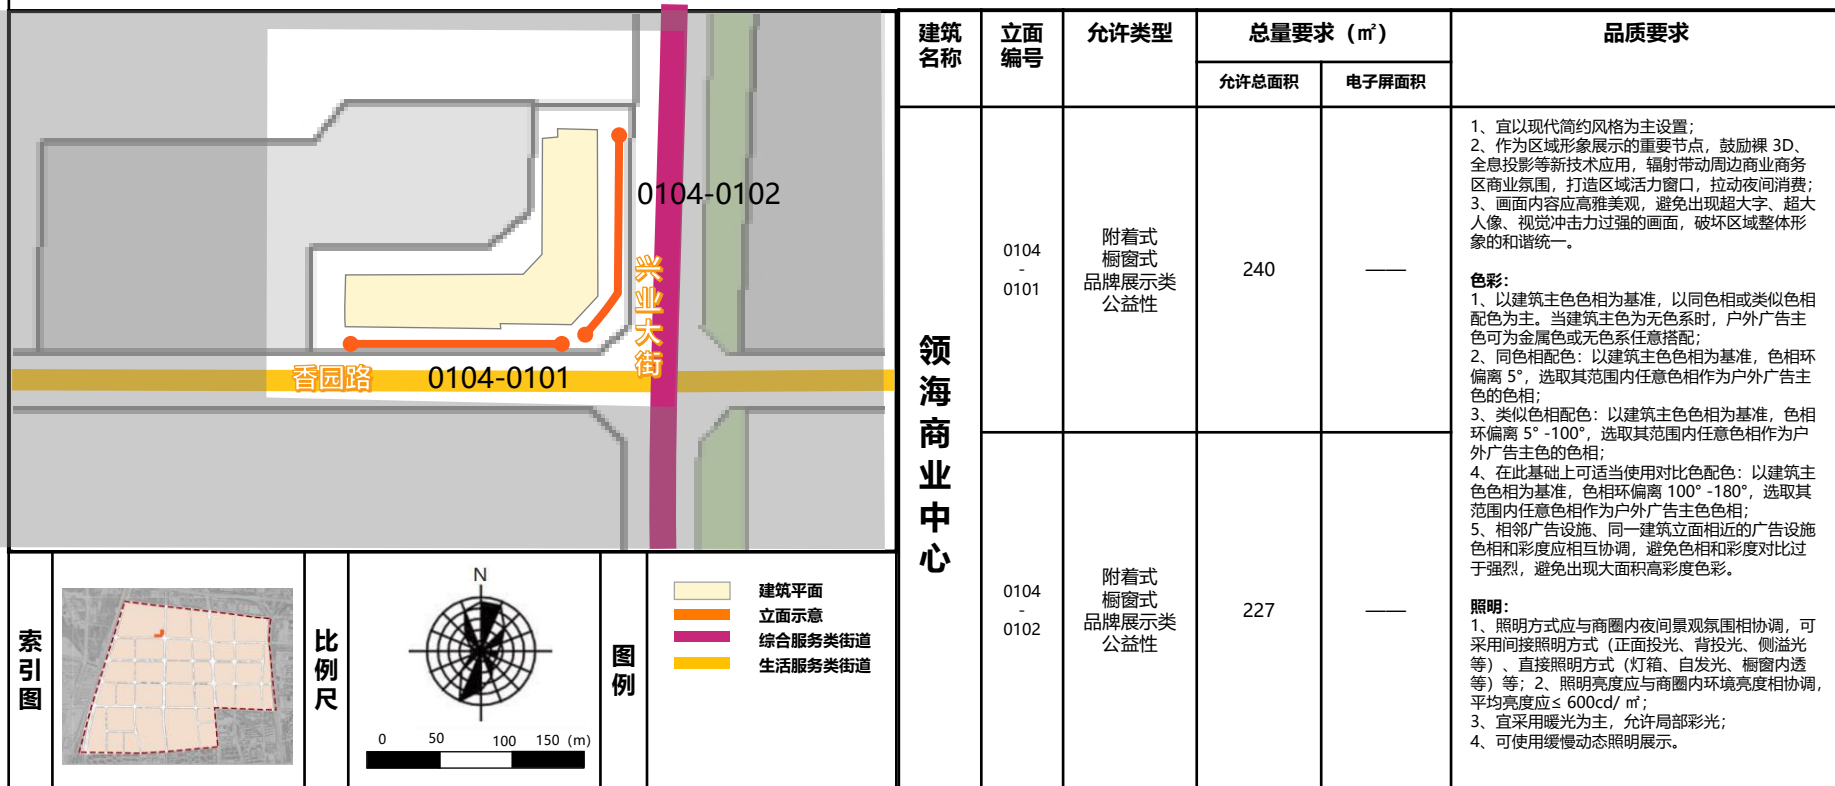 0104-0102
兴业大街
香园路
0104-0101
索引图
比例尺
N
0 50 100 150 (m)
图例
建筑平面
立面示意
综合服务类街道
生活服务类街道
建筑名称
立面编号
允许类型
总量要求（㎡）
允许总面积
电子屏面积
品质要求
领海商业中心
0104
-
0101
附着式
橱窗式
品牌展示类
公益性
240
——
0104
-
0102
附着式
橱窗式
品牌展示类
公益性
227
——
1、宜以现代简约风格为主设置；
2、作为区域形象展示的重要节点，鼓励裸 3D、
全息投影等新技术应用，辐射带动周边商业商务
区商业氛围，打造区域活力窗口，拉动夜间消费；
3、画面内容应高雅美观，避免出现超大字、超大
人像、视觉冲击力过强的画面，破坏区域整体形
象的和谐统一。
色彩：
1、以建筑主色色相为基准，以同色相或类似色相
配色为主。当建筑主色为无色系时，户外广告主
色可为金属色或无色系任意搭配；
2、同色相配色：以建筑主色色相为基准，色相环
偏离 5°，选取其范围内任意色相作为户外广告主
色的色相；
3、类似色相配色：以建筑主色色相为基准，色相
环偏离 5° -100°，选取其范围内任意色相作为户
外广告主色的色相；
4、在此基础上可适当使用对比色配色：以建筑主
色色相为基准，色相环偏离 100° -180°，选取其
范围内任意色相作为户外广告主色色相；
5、相邻广告设施、同一建筑立面相近的广告设施
色相和彩度应相互协调，避免色相和彩度对比过
于强烈，避免出现大面积高彩度色彩。
照明：
1、照明方式应与商圈内夜间景观氛围相协调，可
采用间接照明方式（正面投光、背投光、侧溢光
等）、直接照明方式（灯箱、自发光、橱窗内透
等）等；2、照明亮度应与商圈内环境亮度相协调，
平均亮度应≤ 600cd/ ㎡；
3、宜采用暖光为主，允许局部彩光；
4、可使用缓慢动态照明展示。